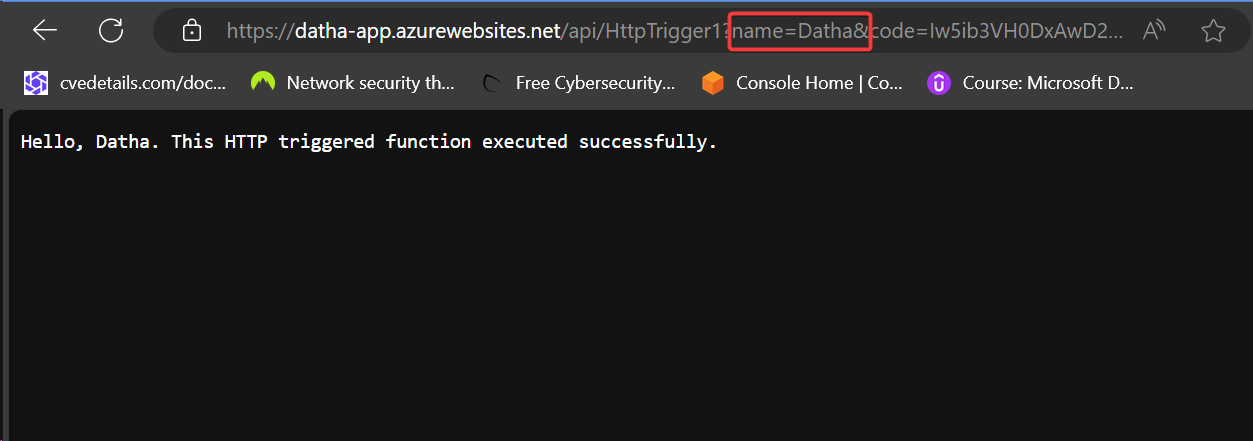 https://datha-app.azurewebsites.net/api/HttpTrigger1?name=Datha&code=Iw5ib3VH0DxAwD2...
cvedetails.com/doc... Network security th... Free Cybersecurity... Console Home | Co... Course: Microsoft D...
Hello, Datha. This HTTP triggered function executed successfully.